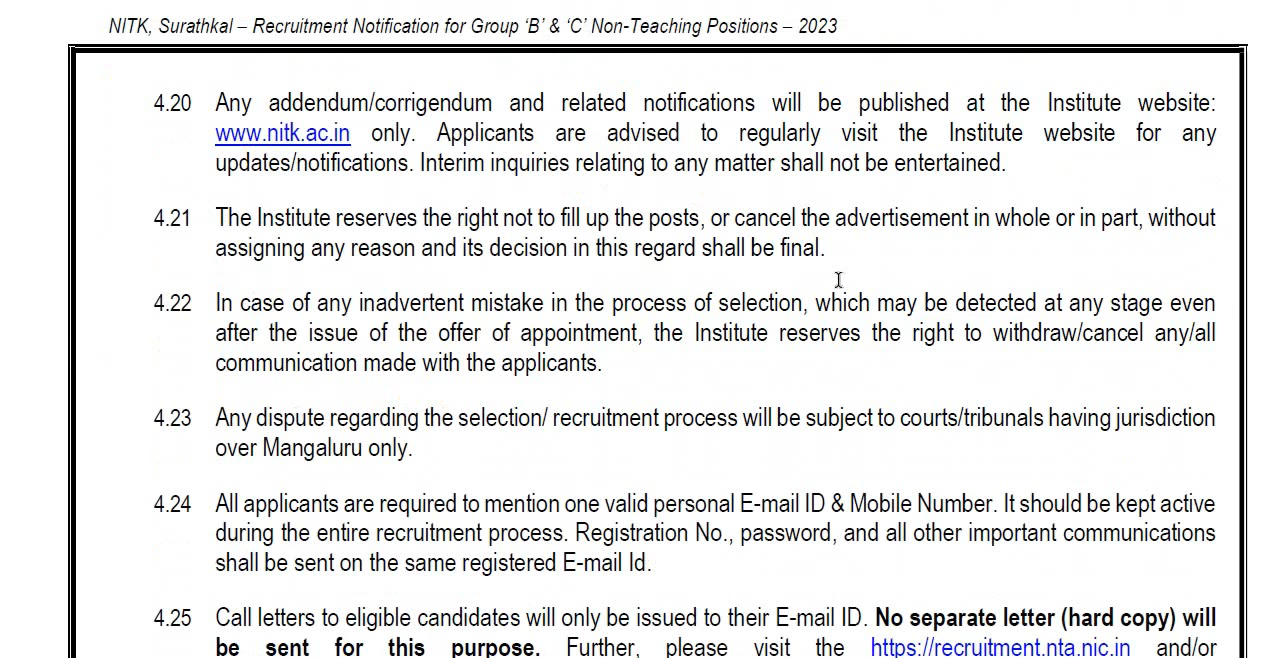 NITK, Surathkal – Recruitment Notification for Group ‘B’ & ‘C’ Non-Teaching Positions – 2023
4.20 Any addendum/corrigendum and related notifications will be published at the Institute website:
www.nitk.ac.in only. Applicants are advised to regularly visit the Institute website for any
updates/notifications. Interim inquiries relating to any matter shall not be entertained.
4.21 The Institute reserves the right not to fill up the posts, or cancel the advertisement in whole or in part, without
assigning any reason and its decision in this regard shall be final.
4.22 In case of any inadvertent mistake in the process of selection, which may be detected at any stage even
after the issue of the offer of appointment, the Institute reserves the right to withdraw/cancel any/all
communication made with the applicants.
4.23 Any dispute regarding the selection/ recruitment process will be subject to courts/tribunals having jurisdiction
over Mangaluru only.
4.24 All applicants are required to mention one valid personal E-mail ID & Mobile Number. It should be kept active
during the entire recruitment process. Registration No., password, and all other important communications
shall be sent on the same registered E-mail Id.
4.25 Call letters to eligible candidates will only be issued to their E-mail ID. No separate letter (hard copy) will
be sent for this purpose. Further, please visit the https://recruitment.nta.nic.in and/or